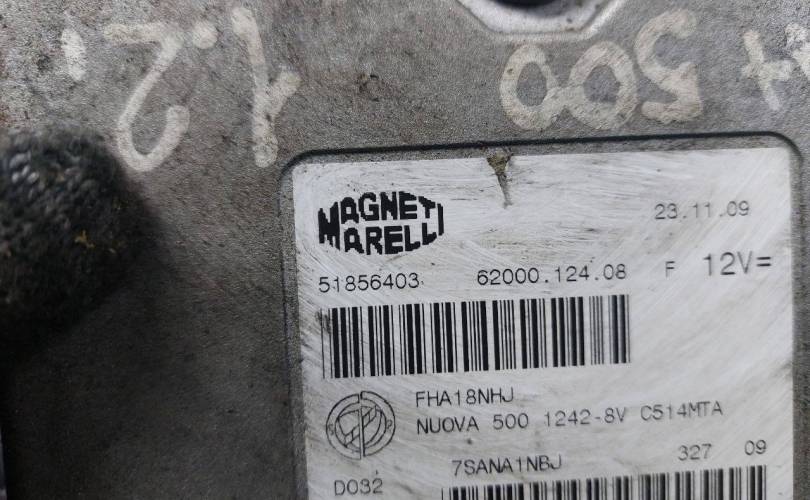 500
1.2
MAGNETI
MARELLI
23.11.09
51856403 62000.124.08 F 12V=
FHA18NHJ
NUOVA 500 1242-8V C514MTA
7SANA1NBJ 327 09
D032